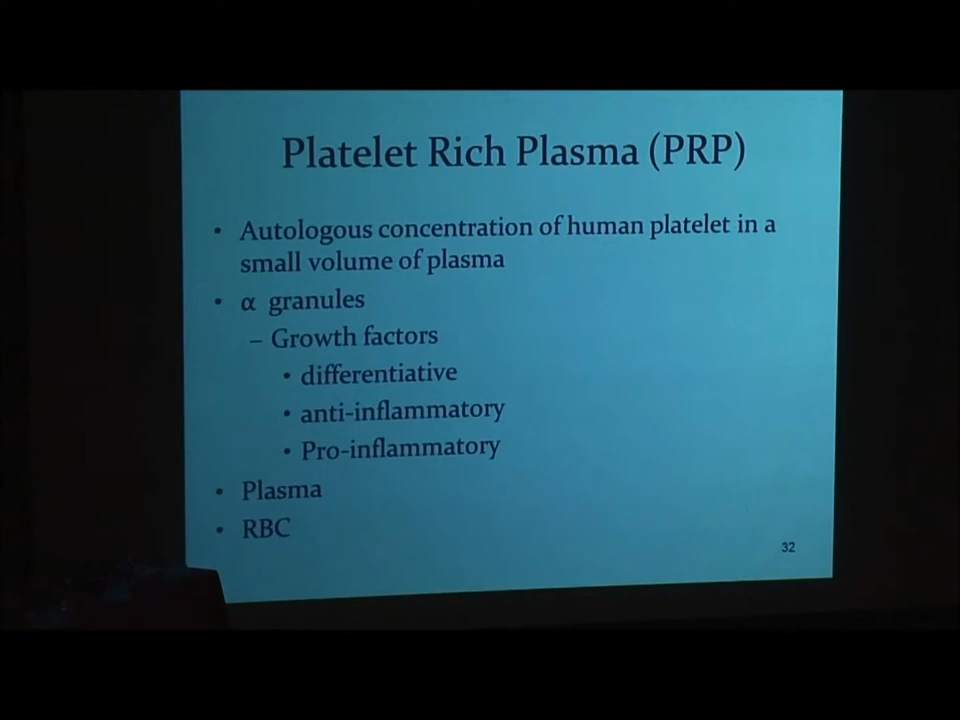 Platelet Rich Plasma (PRP)
• Autologous concentration of human platelet in a
small volume of plasma
• α granules
– Growth factors
• differentiative
• anti-inflammatory
• Pro-inflammatory
• Plasma
• RBC
32